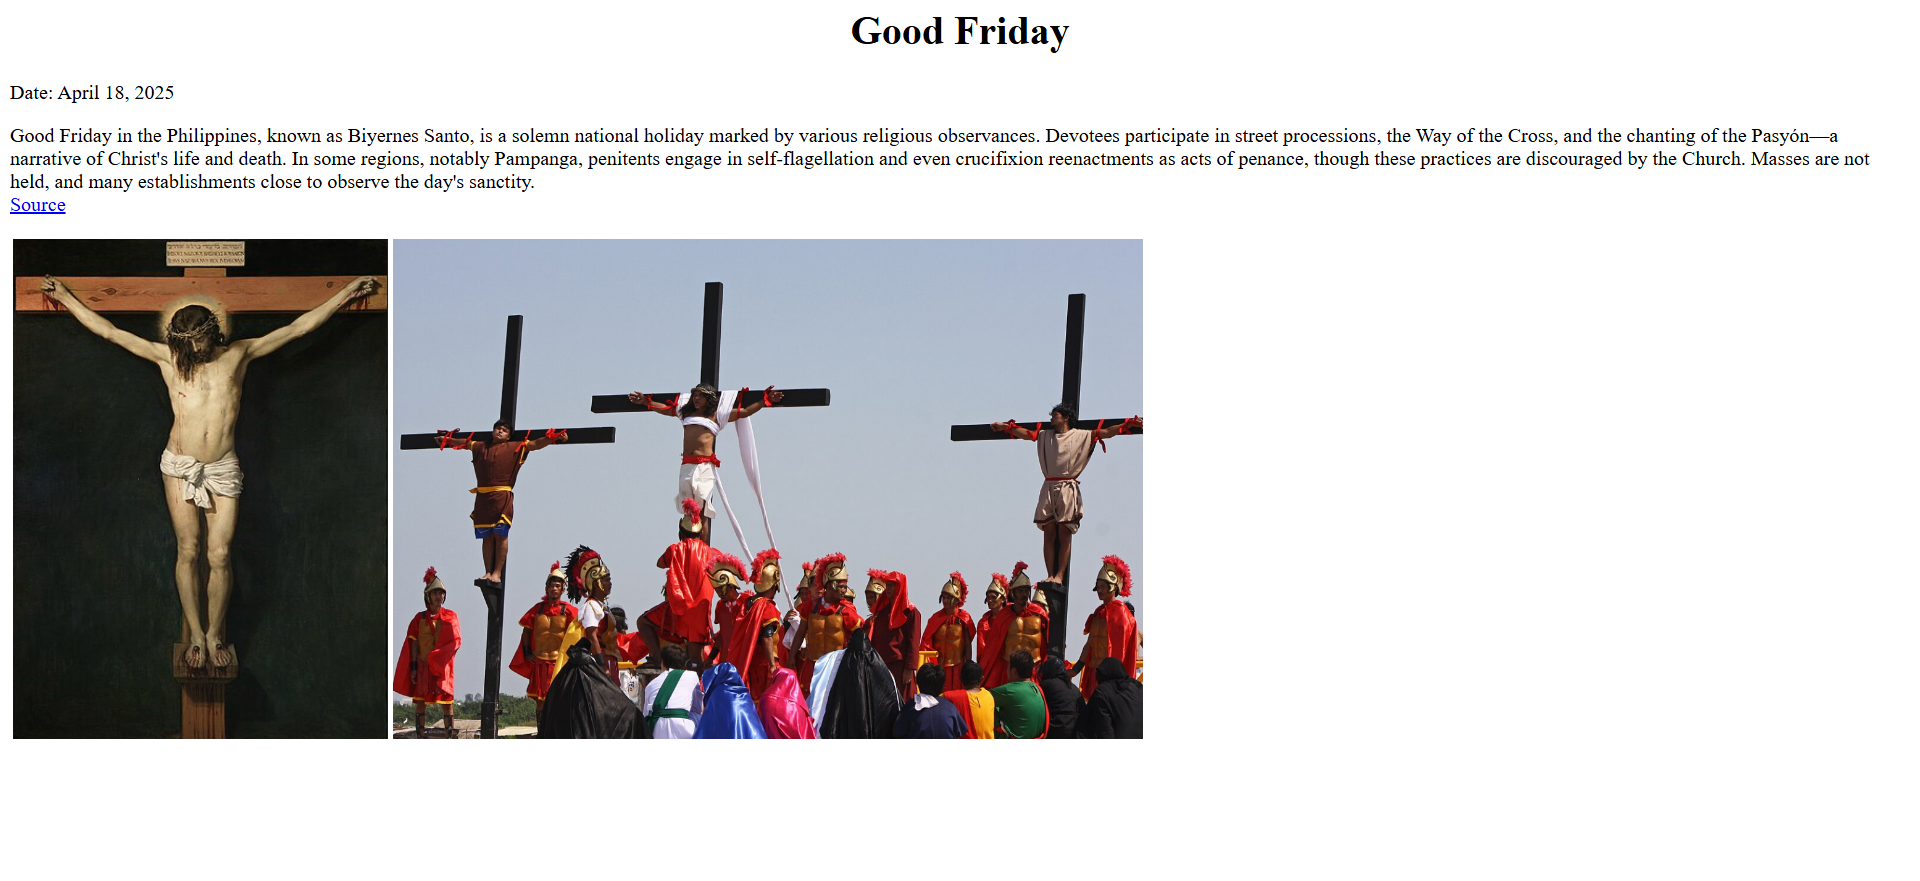 Good Friday
Date: April 18, 2025
Good Friday in the Philippines, known as Biyernes Santo, is a solemn national holiday marked by various religious observances. Devotees participate in street processions, the Way of the Cross, and the chanting of the Pasyón—a
narrative of Christ's life and death. In some regions, notably Pampanga, penitents engage in self-flagellation and even crucifixion reenactments as acts of penance, though these practices are discouraged by the Church. Masses are not
held, and many establishments close to observe the day's sanctity.
Source